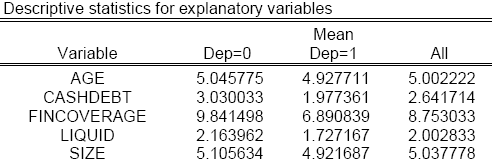 Descriptive statistics for explanatory variables
Mean
Variable Dep=0 Dep=1 All
AGE 5.045775 4.927711 5.002222
CASHDEBT 3.030033 1.977361 2.641714
FINCOVERAGE 9.841498 6.890839 8.753033
LIQUID 2.163962 1.727167 2.002833
SIZE 5.105634 4.921687 5.037778